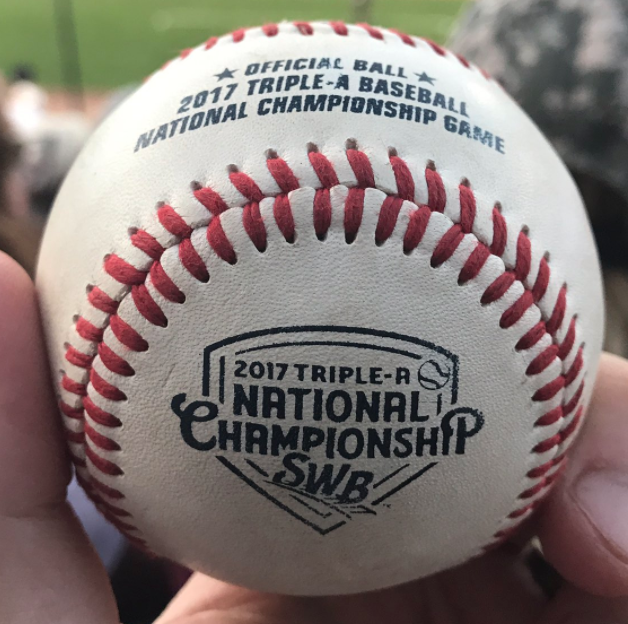 ★ OFFICIAL BALL ★
2017 TRIPLE-A BASEBALL
NATIONAL CHAMPIONSHIP GAME
2017 TRIPLE-A
NATIONAL
CHAMPIONSHIP
SWB